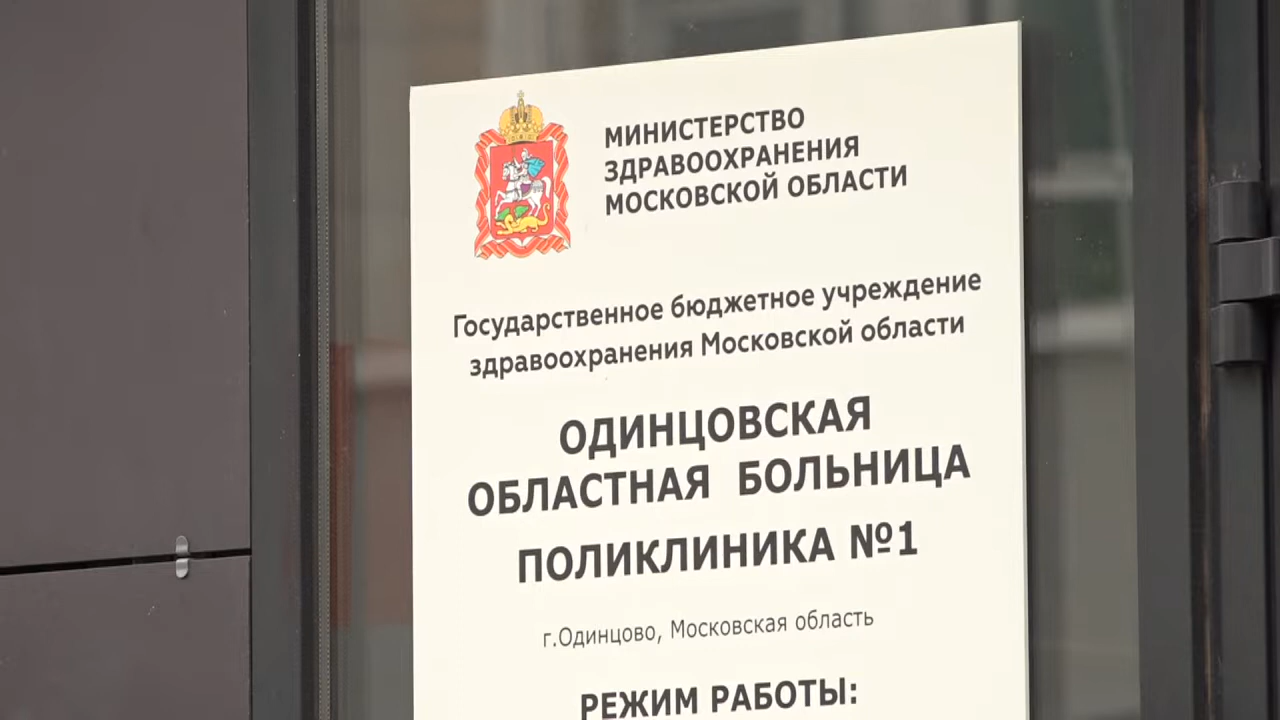 МИНИСТЕРСТВО
ЗДРАВООХРАНЕНИЯ
МОСКОВСКОЙ ОБЛАСТИ
Государственное бюджетное учреждение
здравоохранения Московской области
ОДИНЦОВСКАЯ
ОБЛАСТНАЯ БОЛЬНИЦА
ПОЛИКЛИНИКА №1
г.Одинцово, Московская область
РЕЖИМ РАБОТЫ: